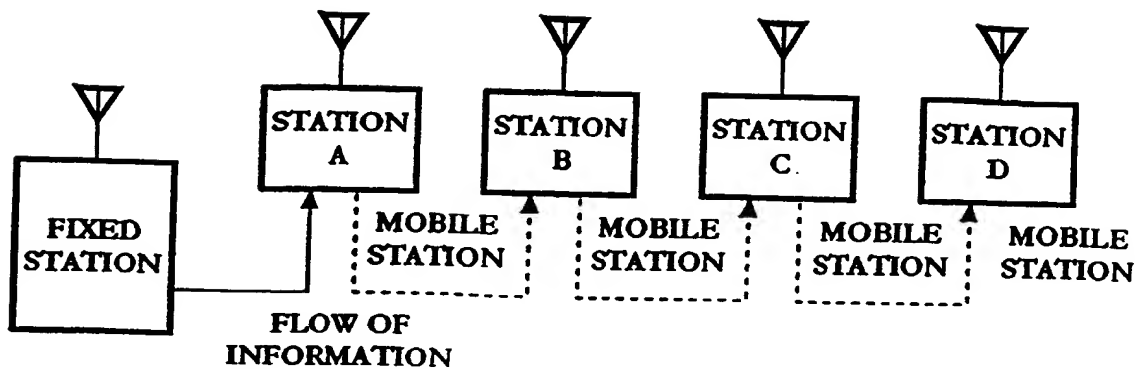 STATION
A
STATION
B
STATION
C.
STATION
D
FIXED
STATION
MOBILE
STATION
MOBILE
STATION
MOBILE
STATION
MOBILE
STATION
FLOW OF
INFORMATION